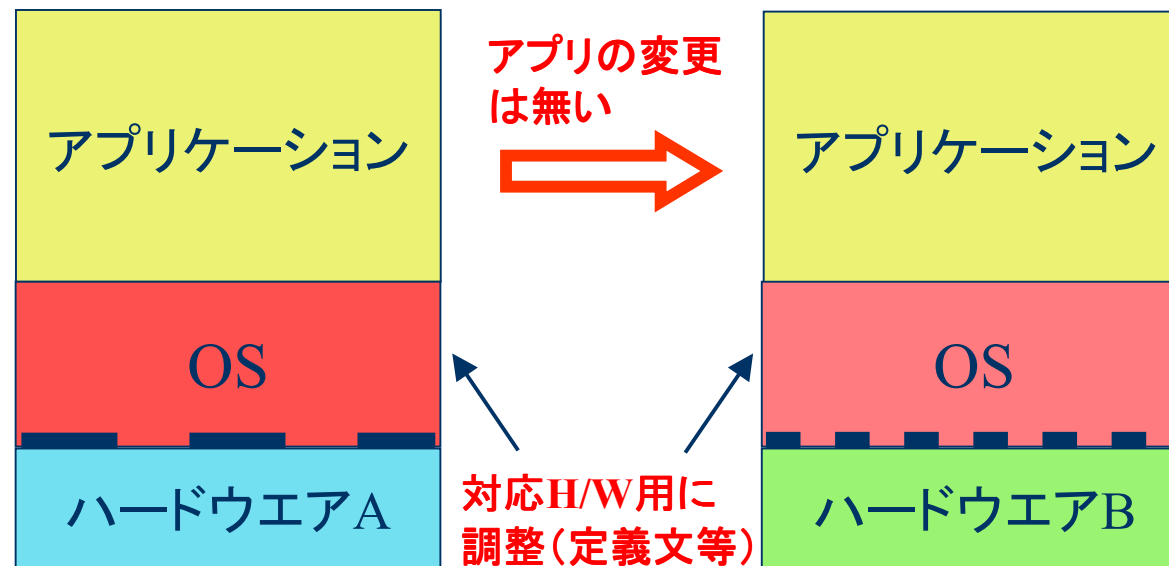 アプリケーション
OS
ハードウエアA
アプリの変更
は無い
対応H/W用に
調整(定義文等)
アプリケーション
OS
ハードウエアB